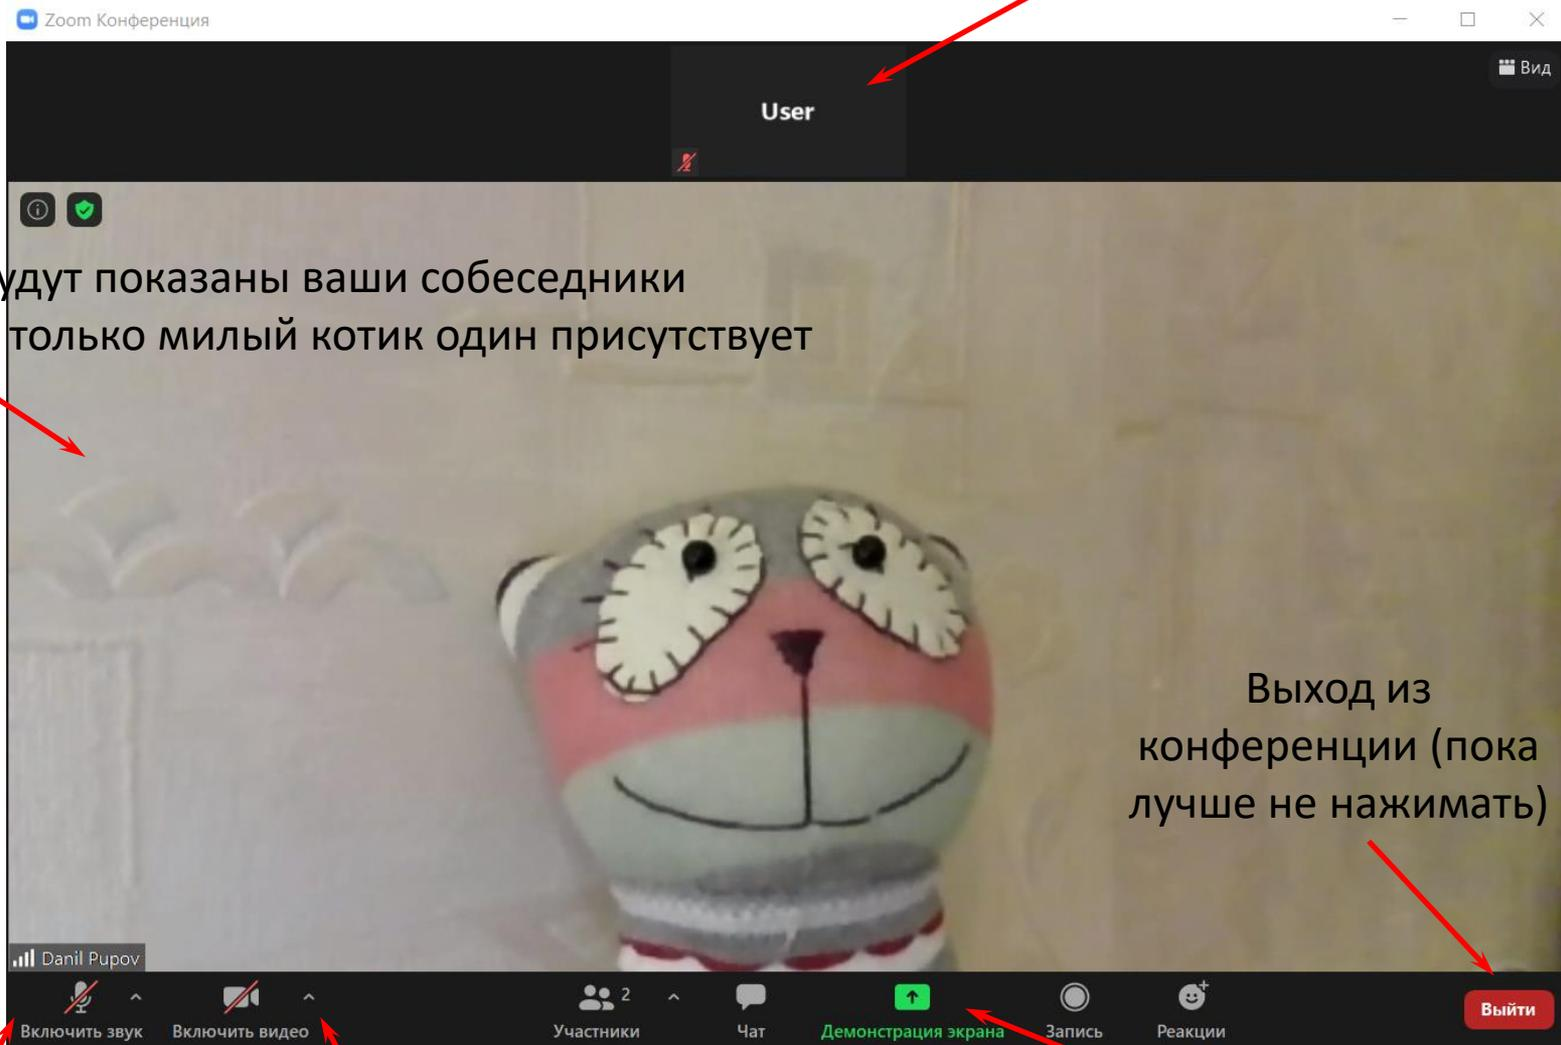 Zoom Конференция
Вид
User
удут показаны ваши собеседники
только милый котик один присутствует
Выход из
конференции (пока
лучше не нажимать)
Danil Pupov
Включить звук
Включить видео
Участники
2
Чат
Демонстрация экрана
Запись
Реакции
Выйти